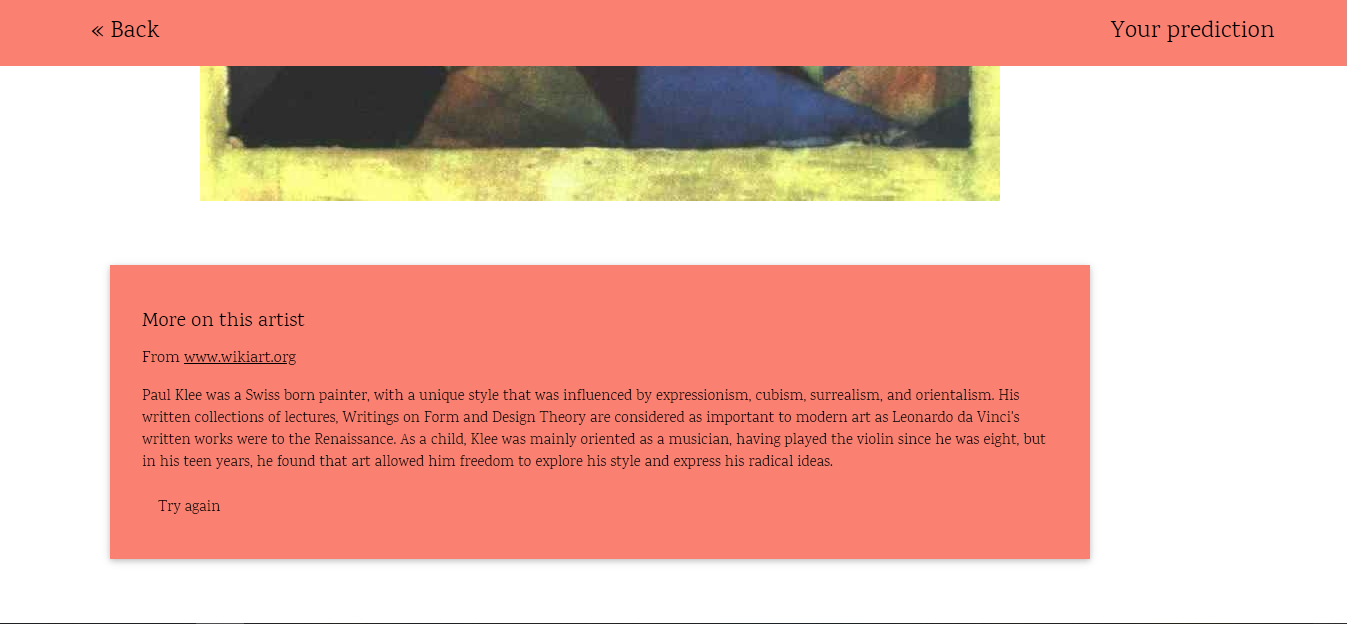 « Back
Your prediction
More on this artist
From www.wikiart.org
Paul Klee was a Swiss born painter, with a unique style that was influenced by expressionism, cubism, surrealism, and orientalism. His
written collections of lectures, Writings on Form and Design Theory are considered as important to modern art as Leonardo da Vinci's
written works were to the Renaissance. As a child, Klee was mainly oriented as a musician, having played the violin since he was eight, but
in his teen years, he found that art allowed him freedom to explore his style and express his radical ideas.
Try again